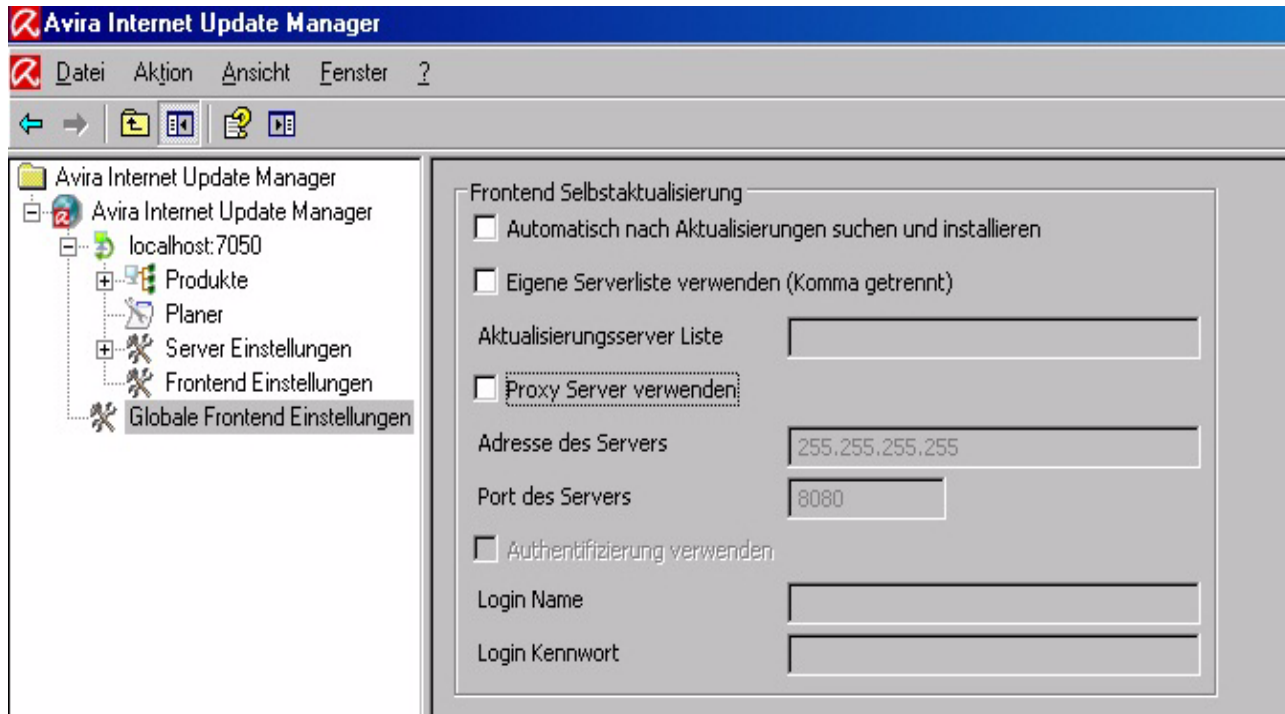 Avira Internet Update Manager
Datei Aktion Ansicht Fenster ?
Avira Internet Update Manager
Avira Internet Update Manager
localhost:7050
Produkte
Planer
Server Einstellungen
Frontend Einstellungen
Globale Frontend Einstellungen
Frontend Selbstaktualisierung
Automatisch nach Aktualisierungen suchen und installieren
Eigene Serverliste verwenden (Komma getrennt)
Aktualisierungsserver Liste
Proxy Server verwenden
Adresse des Servers 255.255.255.255
Port des Servers 8080
Authentifizierung verwenden
Login Name
Login Kennwort